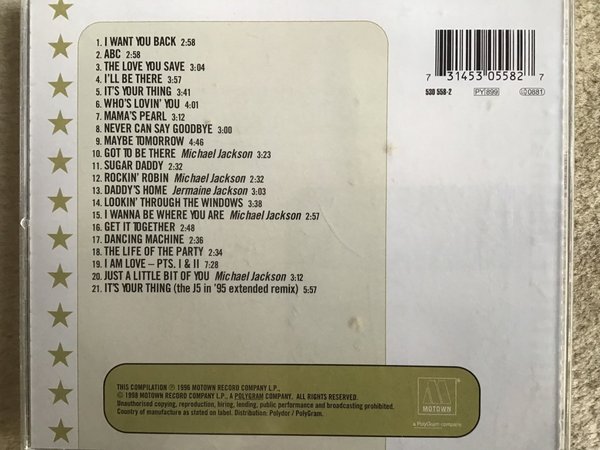 1. I WANT YOU BACK 2:58
2. ABC 2:58
3. THE LOVE YOU SAVE 3:04
4. I'LL BE THERE 3:57
5. IT'S YOUR THING 3:41
6. WHO'S LOVIN' YOU 4:01
7. MAMA'S PEARL 3:12
8. NEVER CAN SAY GOODBYE 3:00
9. MAYBE TOMORROW 4:46
10. GOT TO BE THERE Michael Jackson 3:23
11. SUGAR DADDY 2:32
12. ROCKIN' ROBIN Michael Jackson 2:32
13. DADDY'S HOME Jermaine Jackson 3:03
14. LOOKIN' THROUGH THE WINDOWS 3:38
15. I WANNA BE WHERE YOU ARE Michael Jackson 2:57
16. GET IT TOGETHER 2:48
17. DANCING MACHINE 2:36
18. THE LIFE OF THE PARTY 2:34
19. I AM LOVE – PTS. I & II 7:28
20. JUST A LITTLE BIT OF YOU Michael Jackson 3:12
21. IT'S YOUR THING (the J5 in '95 extended remix) 5:57
7 31453 05582 7
530 558-2 PY 899 0881
THIS COMPILATION ℗ 1996 MOTOWN RECORD COMPANY L.P.,
© 1998 MOTOWN RECORD COMPANY L.P., A POLYGRAM COMPANY. ALL RIGHTS RESERVED.
Unauthorised copying, reproduction, hiring, lending, public performance and broadcasting prohibited.
Country of manufacture as stated on label. Distribution: Polydor / PolyGram.
M
MOTOWN
a PolyGram company